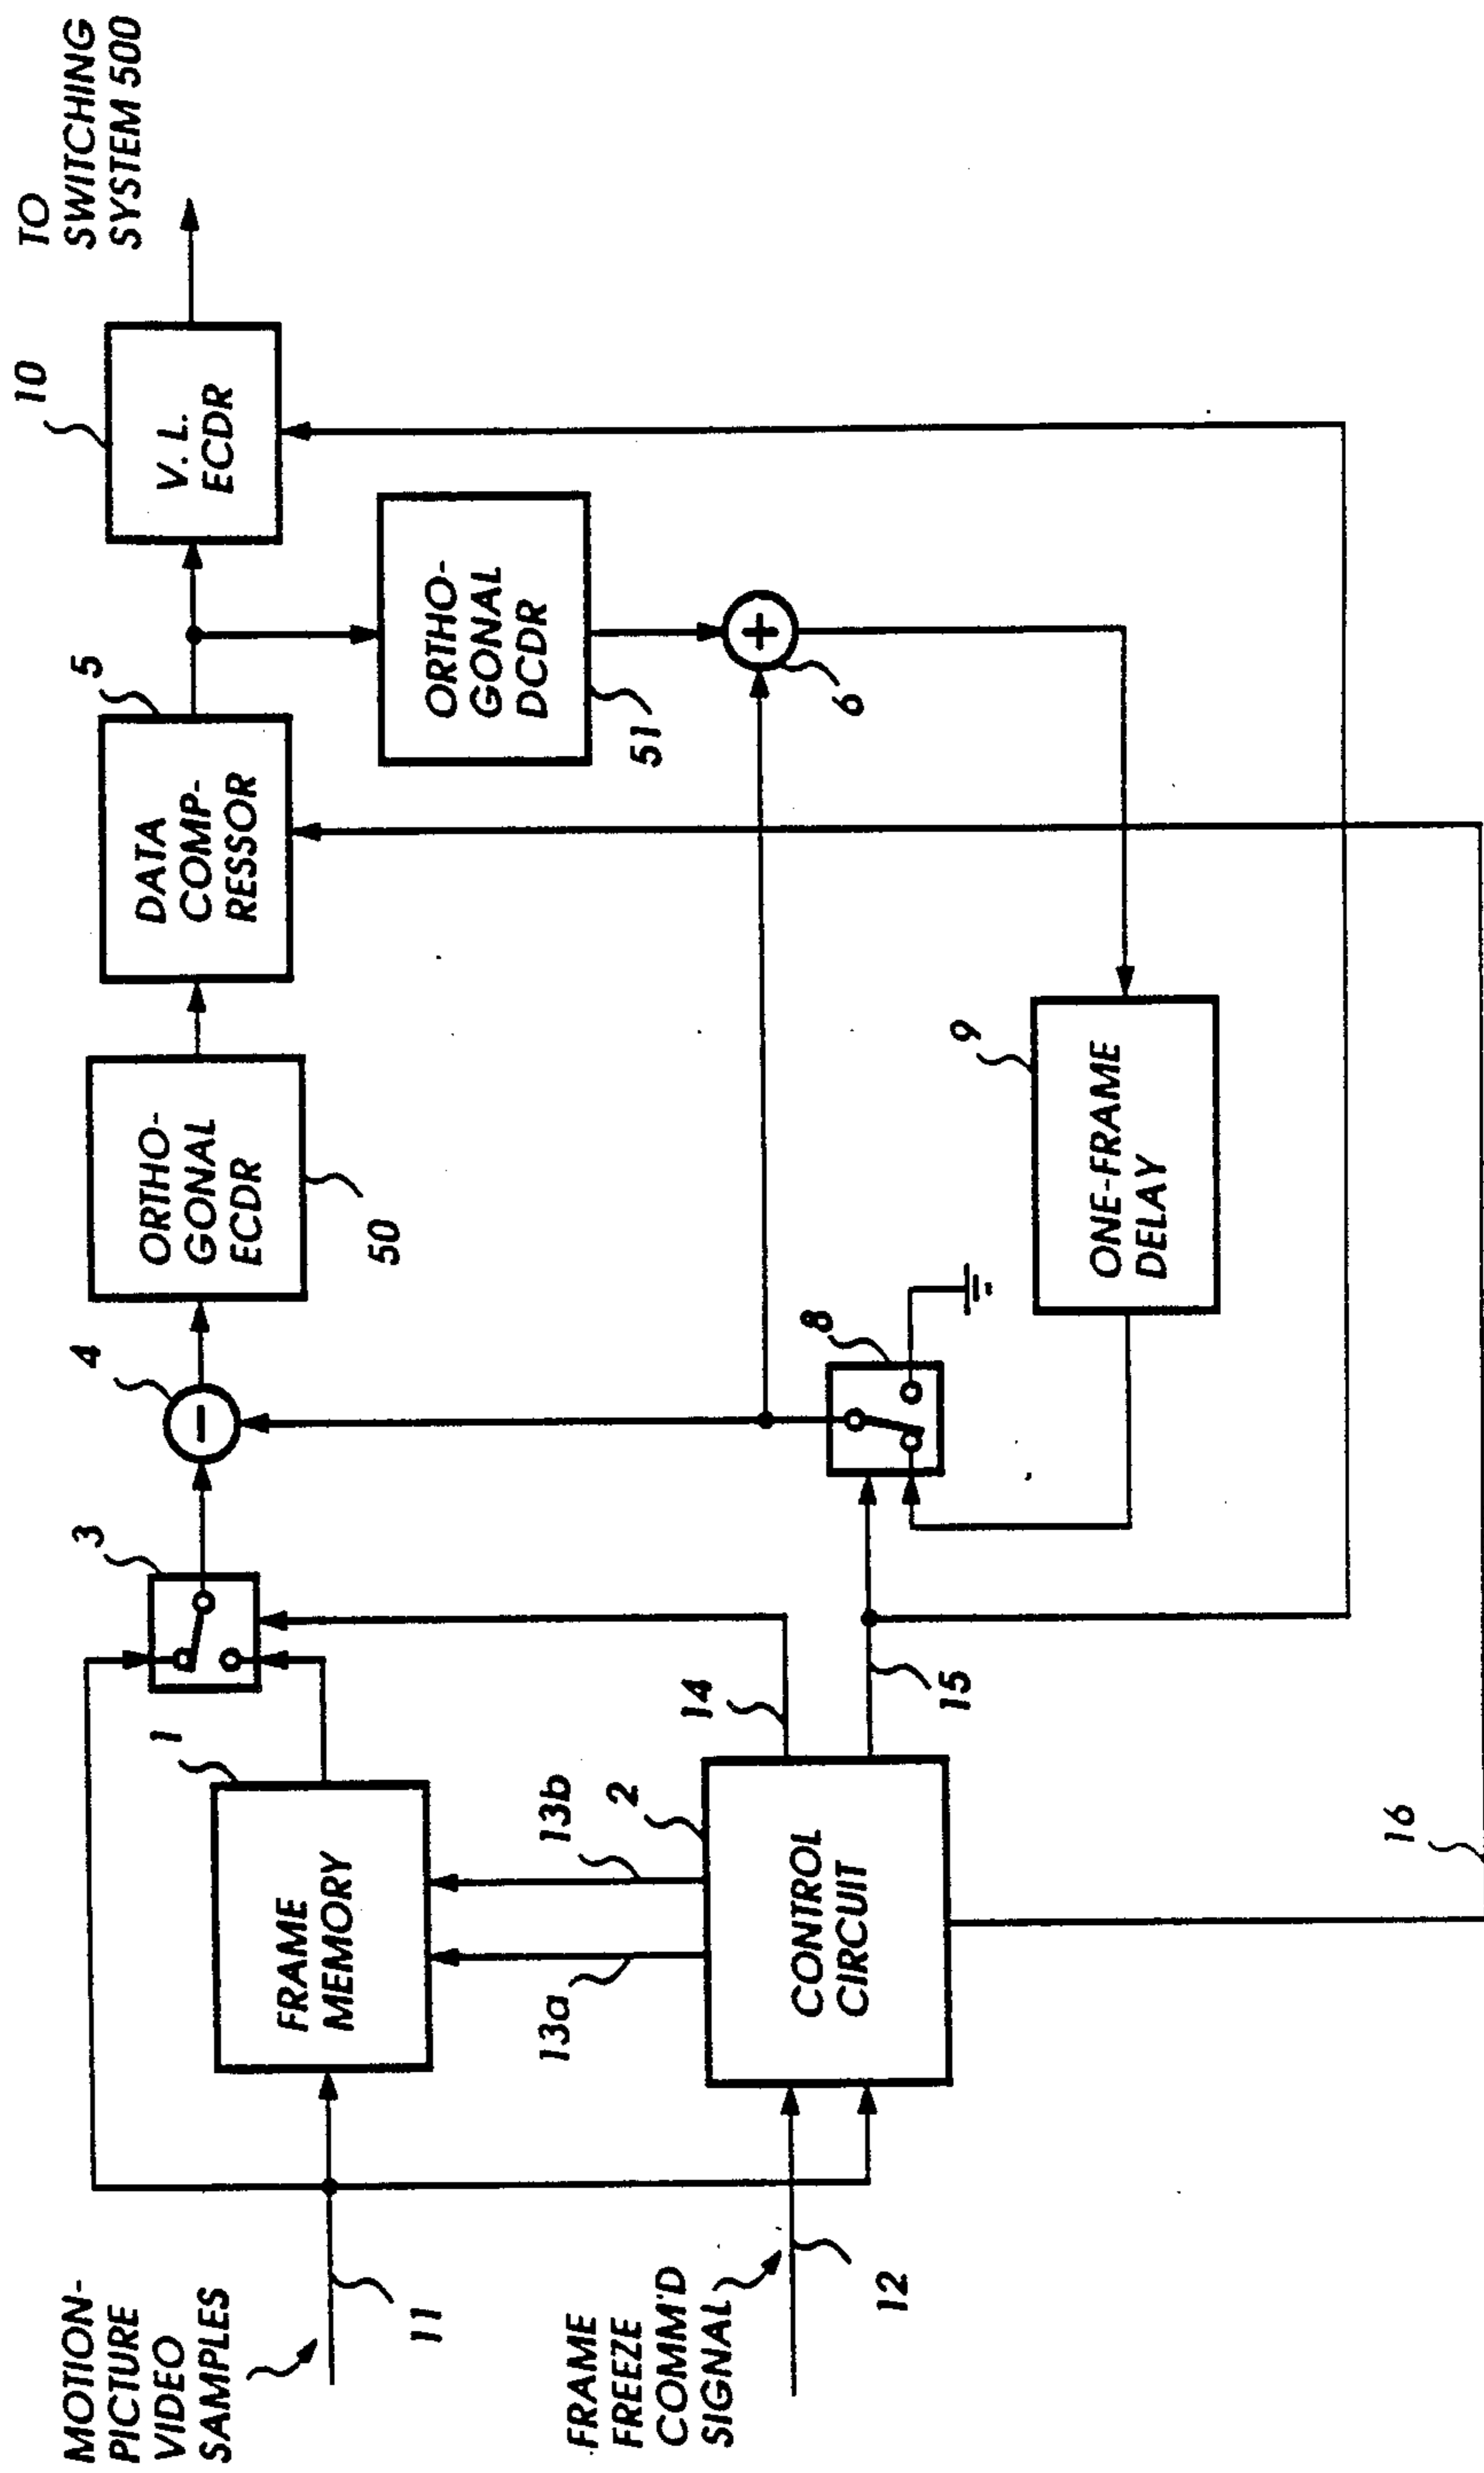 MOTION-
PICTURE
VIDEO
SAMPLES
11
FRAME
FREEZE
COMM'D
SIGNAL
12
FRAME
MEMORY
1
13a
13b
CONTROL
CIRCUIT
2
14
15
16
3
4
ORTHO-
GONAL
ECDR
50
8
ONE-FRAME
DELAY
9
DATA
COMP-
RESSOR
5
ORTHO-
GONAL
DCDR
51
+
6
V. L.
ECDR
10
TO
SWITCHING
SYSTEM 500